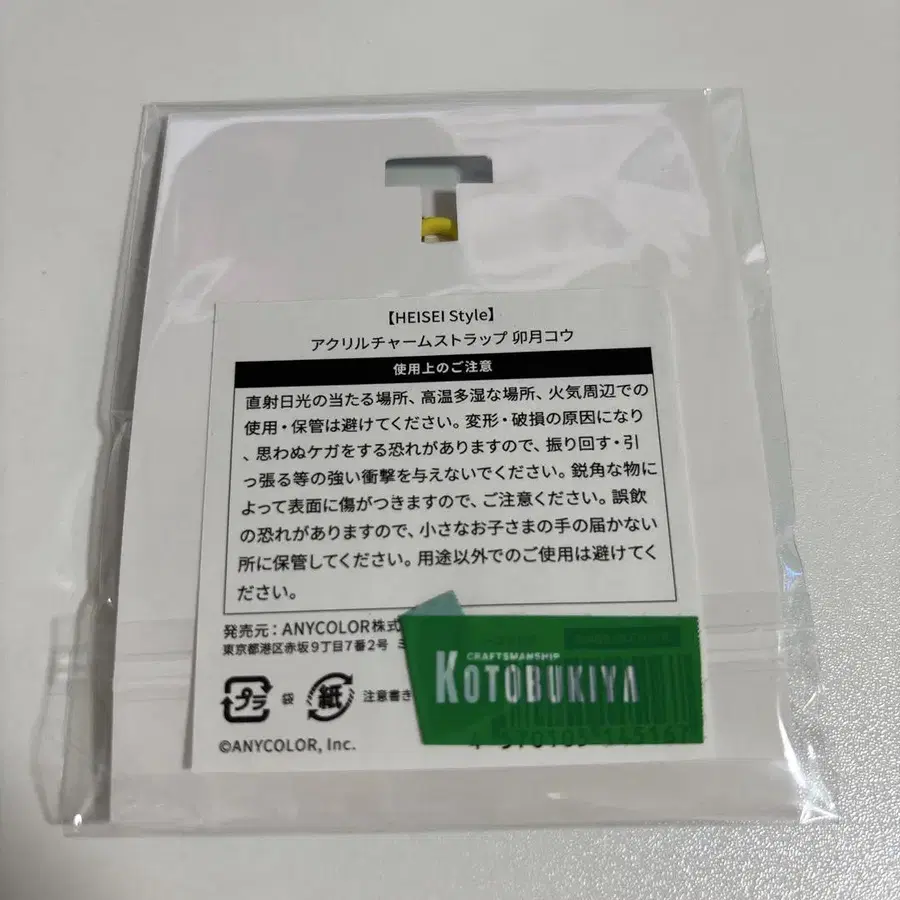 【HEISEI Style】
アクリルチャームストラップ 卯月コウ
使用上のご注意
直射日光の当たる場所、高温多湿な場所、火気周辺での
使用・保管は避けてください。変形・破損の原因になり
、思わぬケガをする恐れがありますので、振り回す・引
っ張る等の強い衝撃を与えないでください。鋭角な物に
よって表面に傷がつきますので、ご注意ください。誤飲
の恐れがありますので、小さなお子さまの手の届かない
所に保管してください。用途以外でのご使用は避けてく
ださい。
発売元：ANYCOLOR株式
東京都港区赤坂9丁目7番2号 ミ
プラ 袋 紙 注意書き
CRAFTSMANSHIP
KOTOBUKIYA
©ANYCOLOR, Inc.